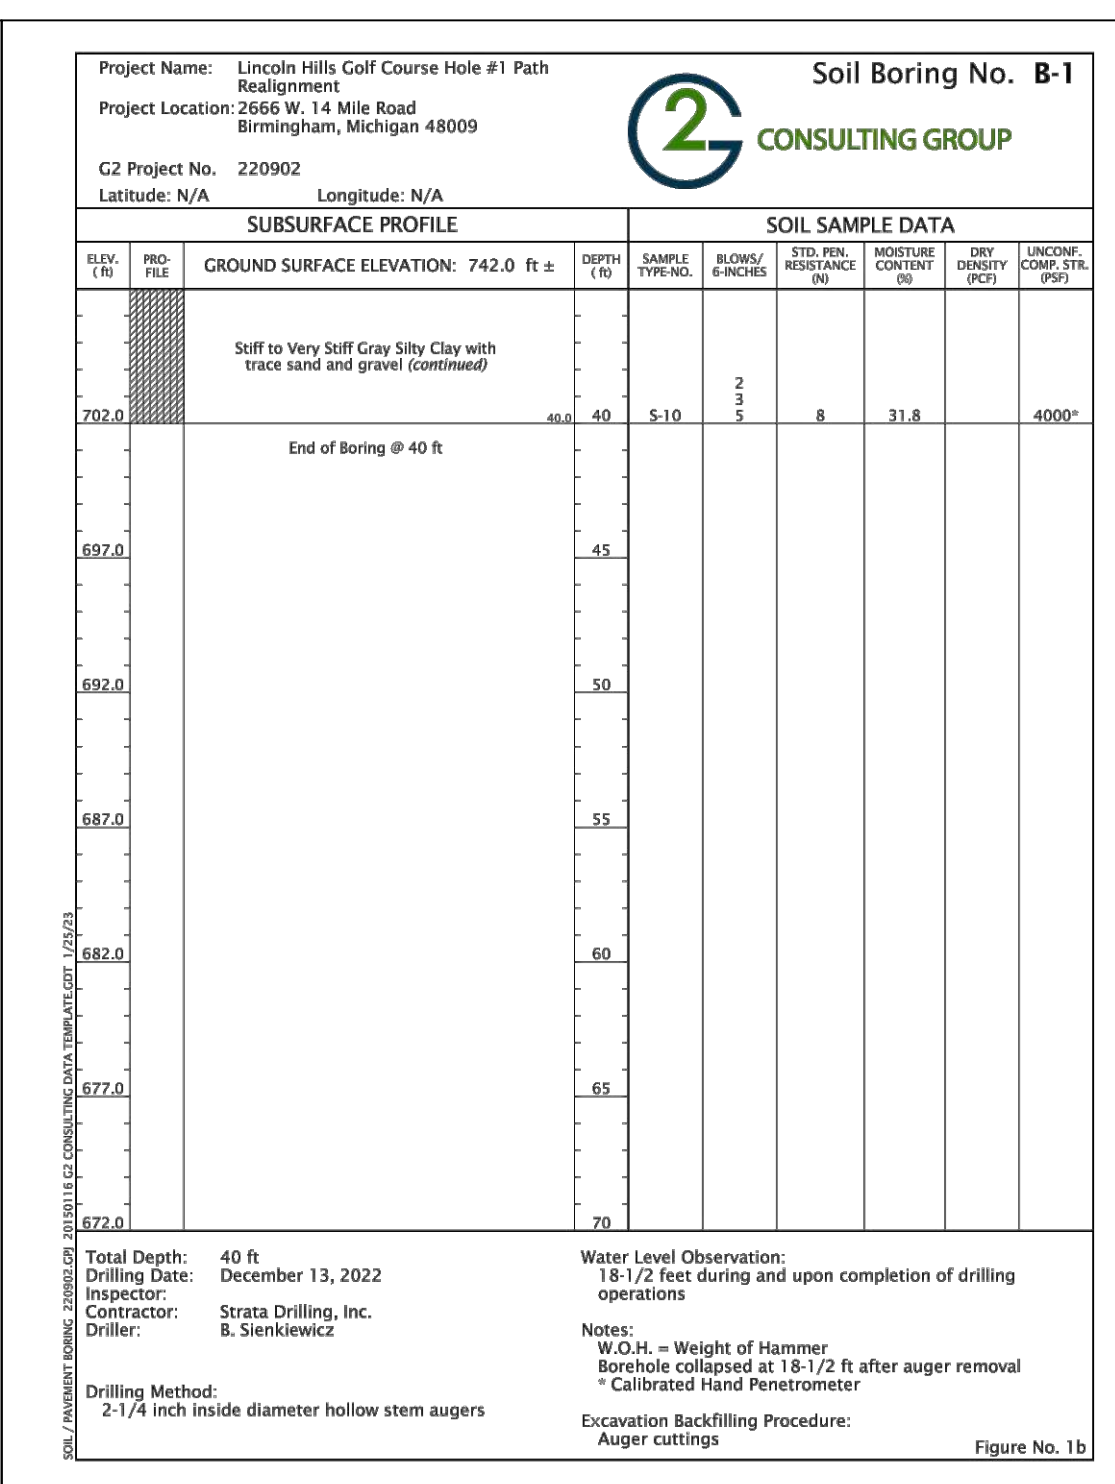 Project Name: Lincoln Hills Golf Course Hole #1 Path
Realignment
Project Location: 2666 W. 14 Mile Road
Birmingham, Michigan 48009
G2 Project No. 220902
Latitude: N/A Longitude: N/A
Soil Boring No. B-1
G2 CONSULTING GROUP
SUBSURFACE PROFILE
SOIL SAMPLE DATA
ELEV. (ft)
PRO-FILE
GROUND SURFACE ELEVATION: 742.0 ft ±
DEPTH (ft)
SAMPLE TYPE-NO.
BLOWS/ 6-INCHES
STD. PEN. RESISTANCE (N)
MOISTURE CONTENT (%)
DRY DENSITY (PCF)
UNCONF. COMP. STR. (PSF)
Stiff to Very Stiff Gray Silty Clay with
trace sand and gravel (continued)
2
3
702.0 40.0 40 S-10 5 8 31.8 4000*
End of Boring @ 40 ft
697.0 45
692.0 50
687.0 55
682.0 60
677.0 65
672.0 70
Total Depth: 40 ft
Drilling Date: December 13, 2022
Inspector:
Contractor: Strata Drilling, Inc.
Driller: B. Sienkiewicz
Drilling Method:
2-1/4 inch inside diameter hollow stem augers
Water Level Observation:
18-1/2 feet during and upon completion of drilling
operations
Notes:
W.O.H. = Weight of Hammer
Borehole collapsed at 18-1/2 ft after auger removal
* Calibrated Hand Penetrometer
Excavation Backfilling Procedure:
Auger cuttings
Figure No. 1b
SOIL / PAVEMENT BORING 220902.GPJ 20150116 G2 CONSULTING DATA TEMPLATE.GDT 1/25/23